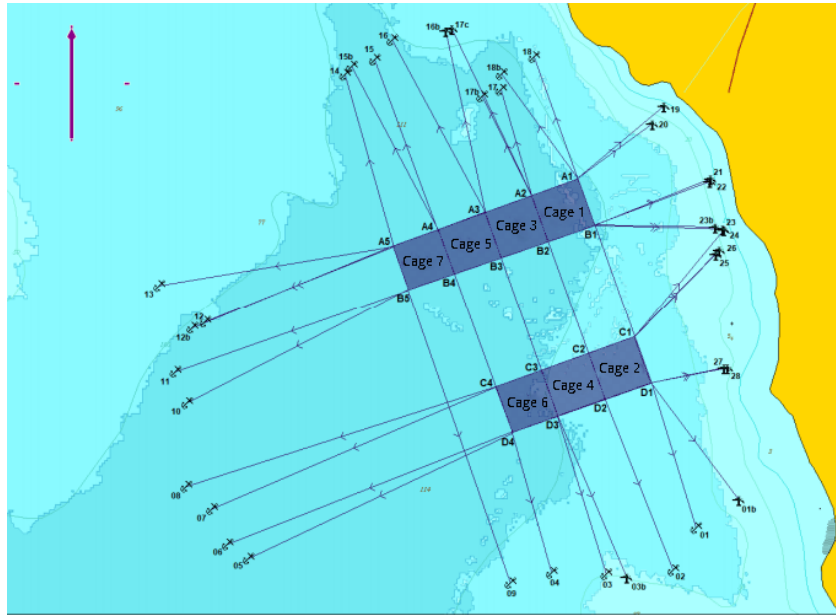 16b 17c
16
15
18
15b
14
18b
17
17b
19
20
A1
21
22
A2
A3
Cage 1
A4
Cage 3
23b 23
B1
24
A5
Cage 5
B2
26
Cage 7
B3
25
B4
13
B5
12
12b
C1
C2
27
28
C3
Cage 2
11
C4
Cage 4
D1
Cage 6
D2
10
D3
D4
08
01b
07
01
06
05
04
03
02
09
03b